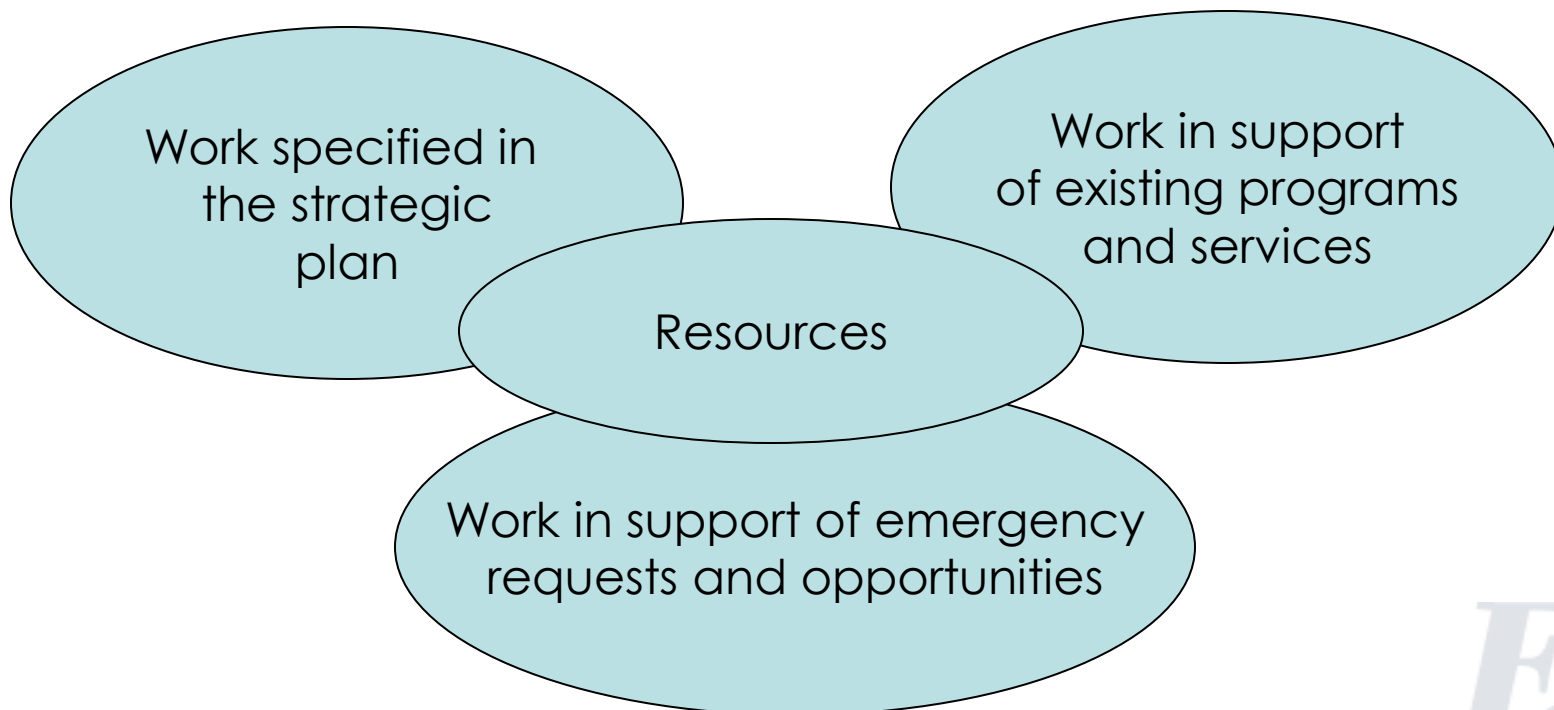 Work specified in
the strategic
plan
Work in support
of existing programs
and services
Resources
Work in support of emergency
requests and opportunities
E